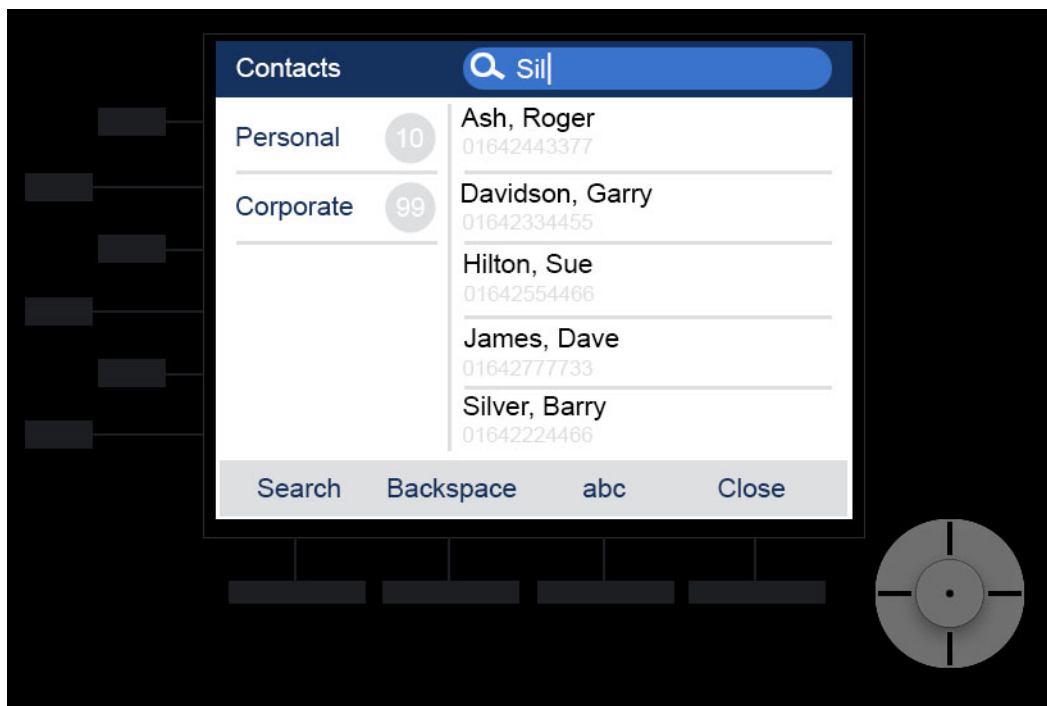 Contacts
Sil
Personal 10
Corporate 99
Ash, Roger
01642443377
Davidson, Garry
01642334455
Hilton, Sue
01642554466
James, Dave
01642777733
Silver, Barry
01642224466
Search Backspace abc Close